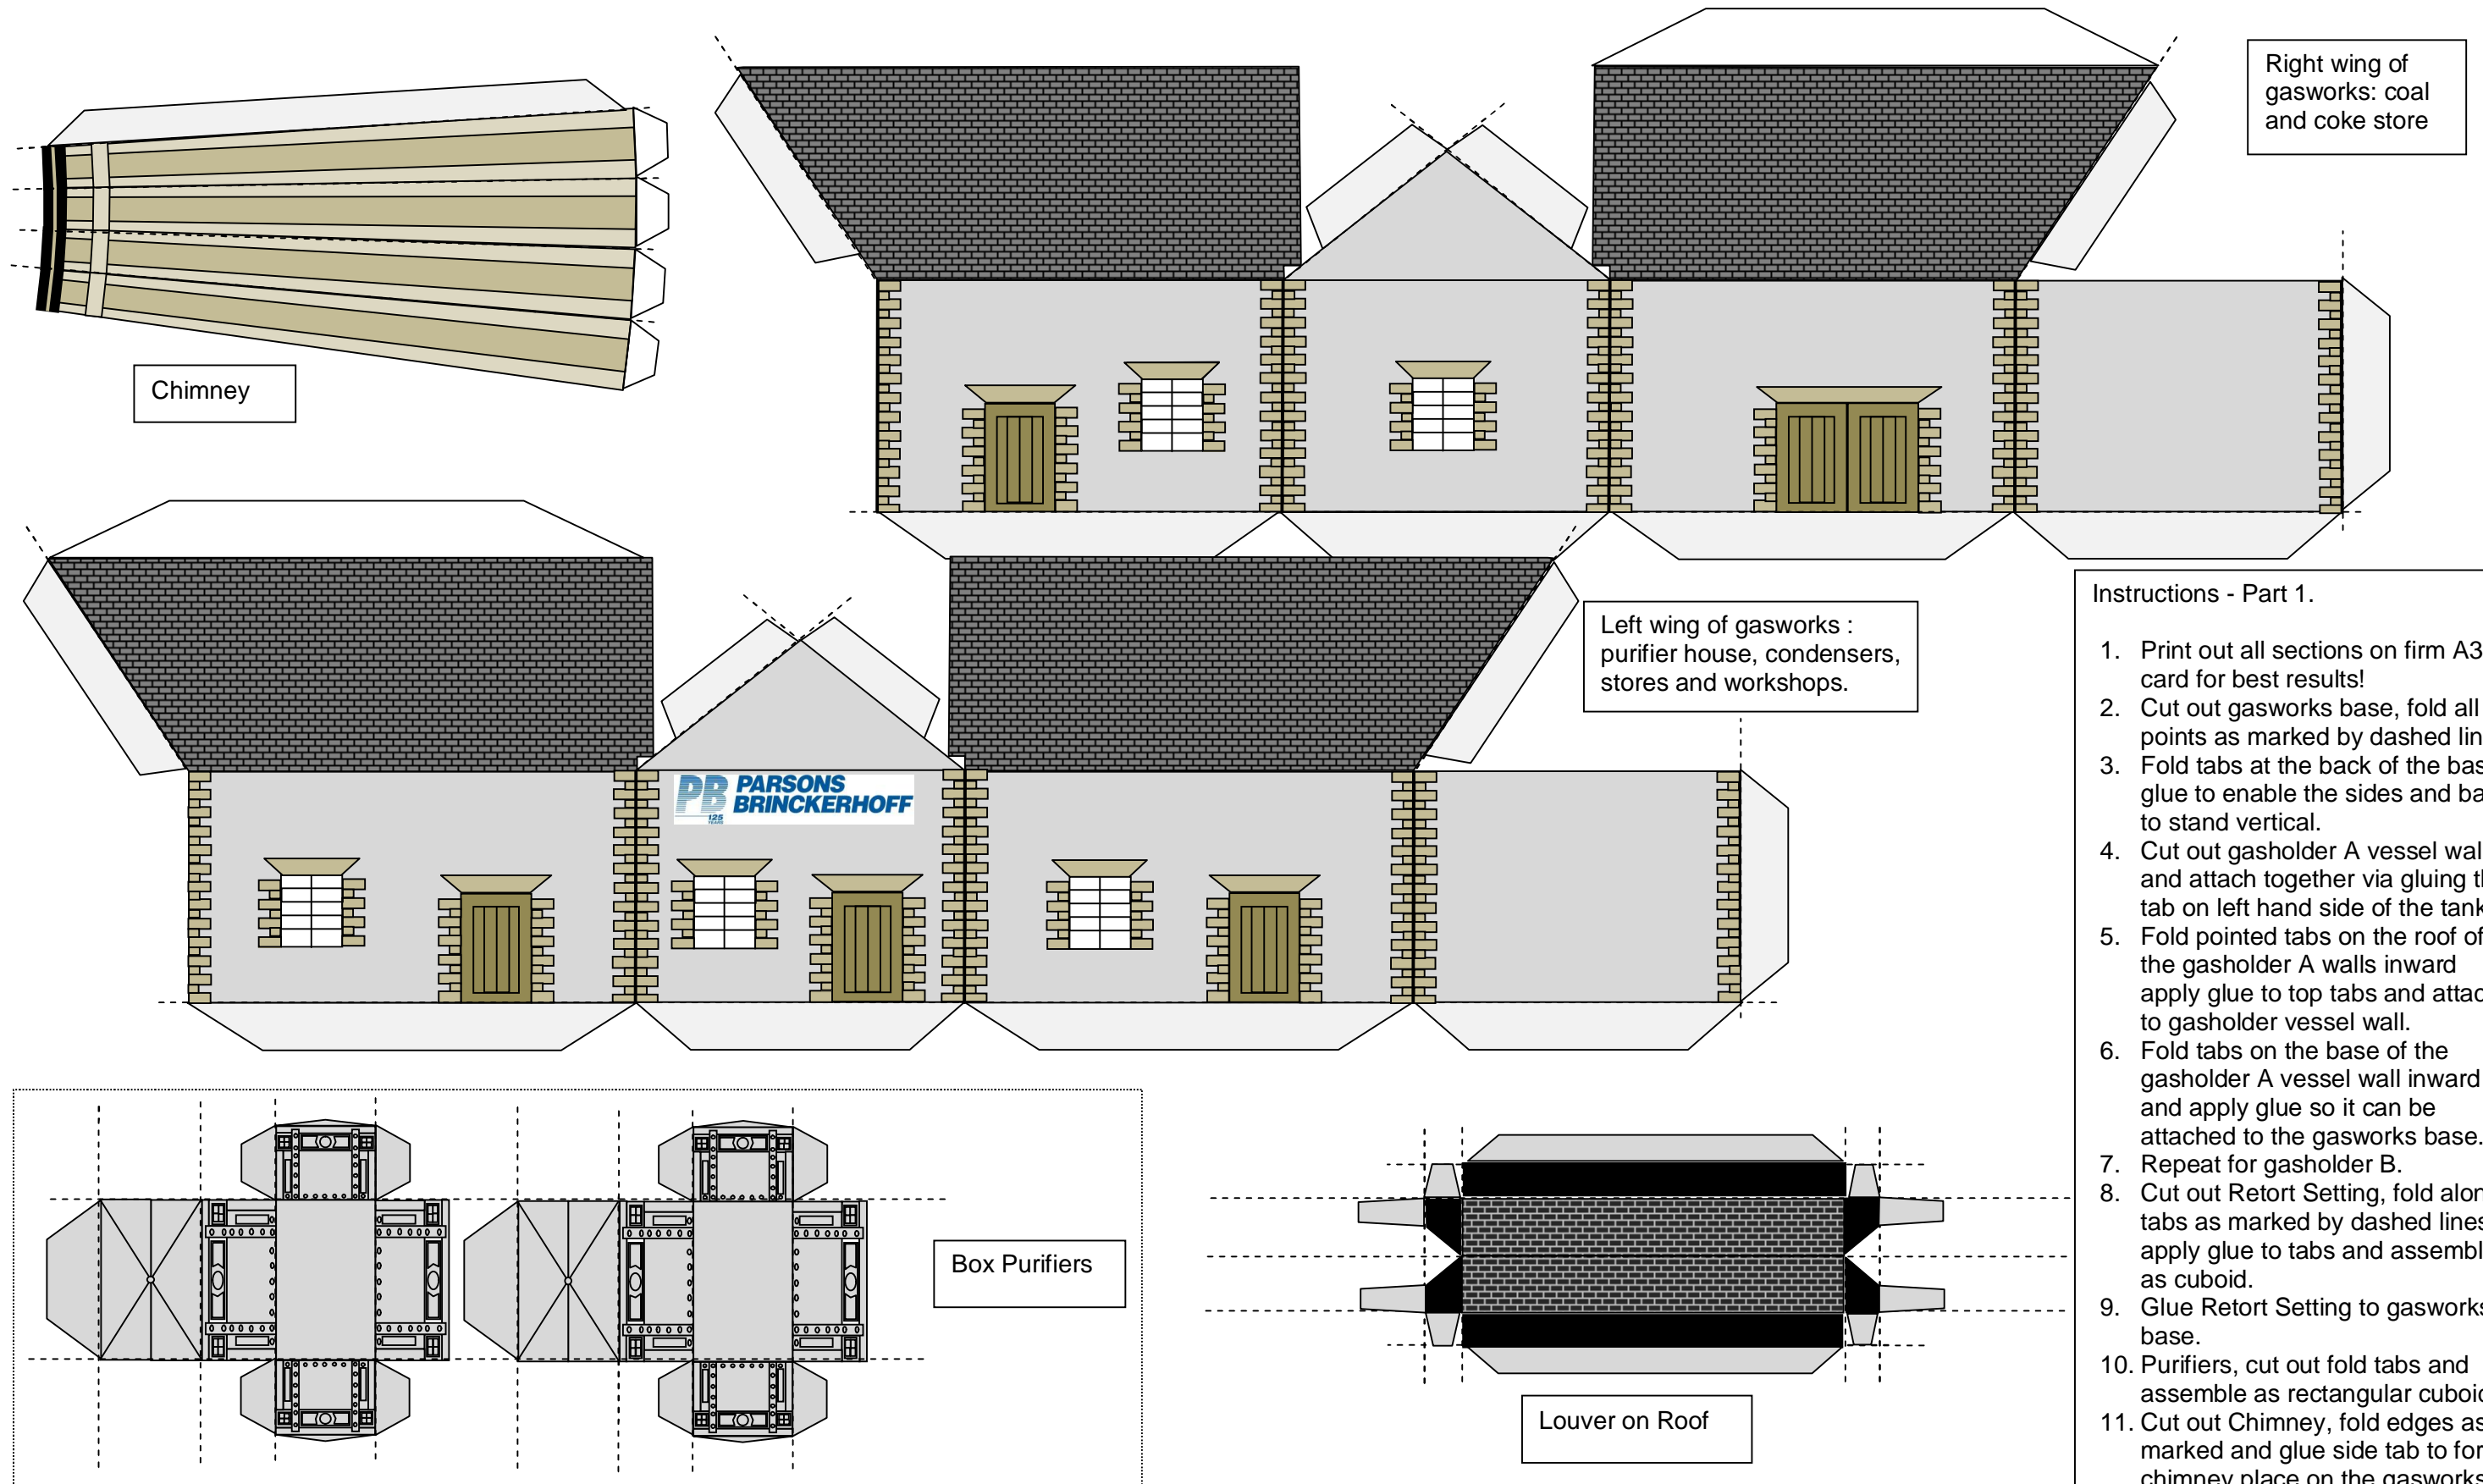 Right wing of
gasworks: coal
and coke store
Chimney
Left wing of gasworks :
purifier house, condensers,
stores and workshops.
PB PARSONS
BRINCKERHOFF
125
YEARS
Instructions - Part 1.
1. Print out all sections on firm A3
card for best results!
2. Cut out gasworks base, fold all
points as marked by dashed lin
3. Fold tabs at the back of the bas
glue to enable the sides and ba
to stand vertical.
4. Cut out gasholder A vessel wal
and attach together via gluing t
tab on left hand side of the tank
5. Fold pointed tabs on the roof of
the gasholder A walls inward
apply glue to top tabs and attac
to gasholder vessel wall.
6. Fold tabs on the base of the
gasholder A vessel wall inward
and apply glue so it can be
attached to the gasworks base.
7. Repeat for gasholder B.
8. Cut out Retort Setting, fold alon
tabs as marked by dashed lines
apply glue to tabs and assembl
as cuboid.
9. Glue Retort Setting to gasworks
base.
10. Purifiers, cut out fold tabs and
assemble as rectangular cuboid
11. Cut out Chimney, fold edges as
marked and glue side tab to for
chimney place on the gasworks
Box Purifiers
Louver on Roof